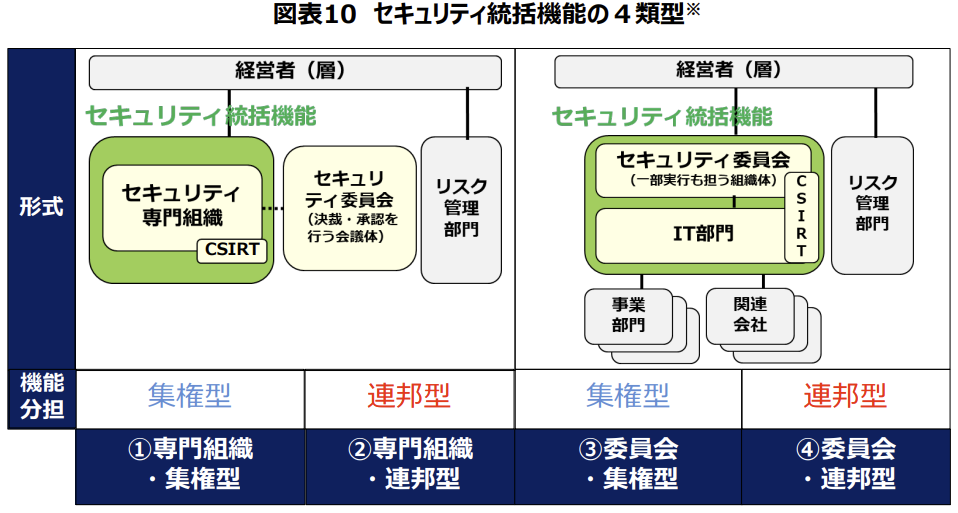 図表10 セキュリティ統括機能の４類型※
形式
経営者（層）
セキュリティ統括機能
セキュリティ
専門組織
CSIRT
セキュリ
ティ委員会
(決裁・承認を
行う会議体)
リスク
管理
部門
経営者（層）
セキュリティ統括機能
セキュリティ委員会
(一部実行も担う組織体)
IT部門
CSIRT
リスク
管理
部門
事業
部門
関連
会社
機能
分担
集権型
連邦型
集権型
連邦型
①専門組織
・集権型
②専門組織
・連邦型
③委員会
・集権型
④委員会
・連邦型